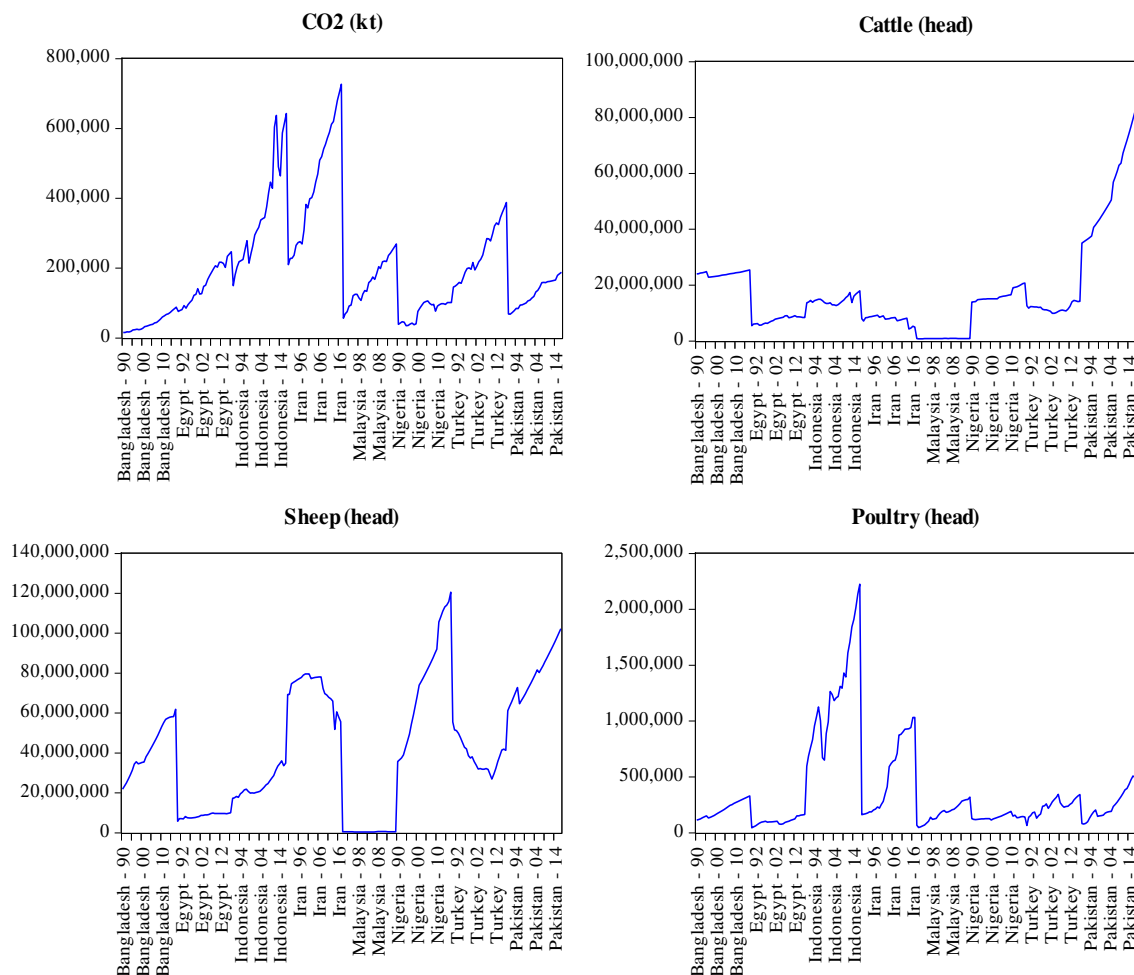 CO2 (kt)
800,000
600,000
400,000
200,000
0
Bangladesh - 90
Bangladesh - 00
Bangladesh - 10
Egypt - 92
Egypt - 02
Egypt - 12
Indonesia - 94
Indonesia - 04
Indonesia - 14
Iran - 96
Iran - 06
Iran - 16
Malaysia - 98
Malaysia - 08
Nigeria - 90
Nigeria - 00
Nigeria - 10
Turkey - 92
Turkey - 02
Turkey - 12
Pakistan - 94
Pakistan - 04
Pakistan - 14
Cattle (head)
100,000,000
80,000,000
60,000,000
40,000,000
20,000,000
0
Bangladesh - 90
Bangladesh - 00
Bangladesh - 10
Egypt - 92
Egypt - 02
Egypt - 12
Indonesia - 94
Indonesia - 04
Indonesia - 14
Iran - 96
Iran - 06
Iran - 16
Malaysia - 98
Malaysia - 08
Nigeria - 90
Nigeria - 00
Nigeria - 10
Turkey - 92
Turkey - 02
Turkey - 12
Pakistan - 94
Pakistan - 04
Pakistan - 14
Sheep (head)
140,000,000
120,000,000
100,000,000
80,000,000
60,000,000
40,000,000
20,000,000
0
Bangladesh - 90
Bangladesh - 00
Bangladesh - 10
Egypt - 92
Egypt - 02
Egypt - 12
Indonesia - 94
Indonesia - 04
Indonesia - 14
Iran - 96
Iran - 06
Iran - 16
Malaysia - 98
Malaysia - 08
Nigeria - 90
Nigeria - 00
Nigeria - 10
Turkey - 92
Turkey - 02
Turkey - 12
Pakistan - 94
Pakistan - 04
Pakistan - 14
Poultry (head)
2,500,000
2,000,000
1,500,000
1,000,000
500,000
0
Bangladesh - 90
Bangladesh - 00
Bangladesh - 10
Egypt - 92
Egypt - 02
Egypt - 12
Indonesia - 94
Indonesia - 04
Indonesia - 14
Iran - 96
Iran - 06
Iran - 16
Malaysia - 98
Malaysia - 08
Nigeria - 90
Nigeria - 00
Nigeria - 10
Turkey - 92
Turkey - 02
Turkey - 12
Pakistan - 94
Pakistan - 04
Pakistan - 14